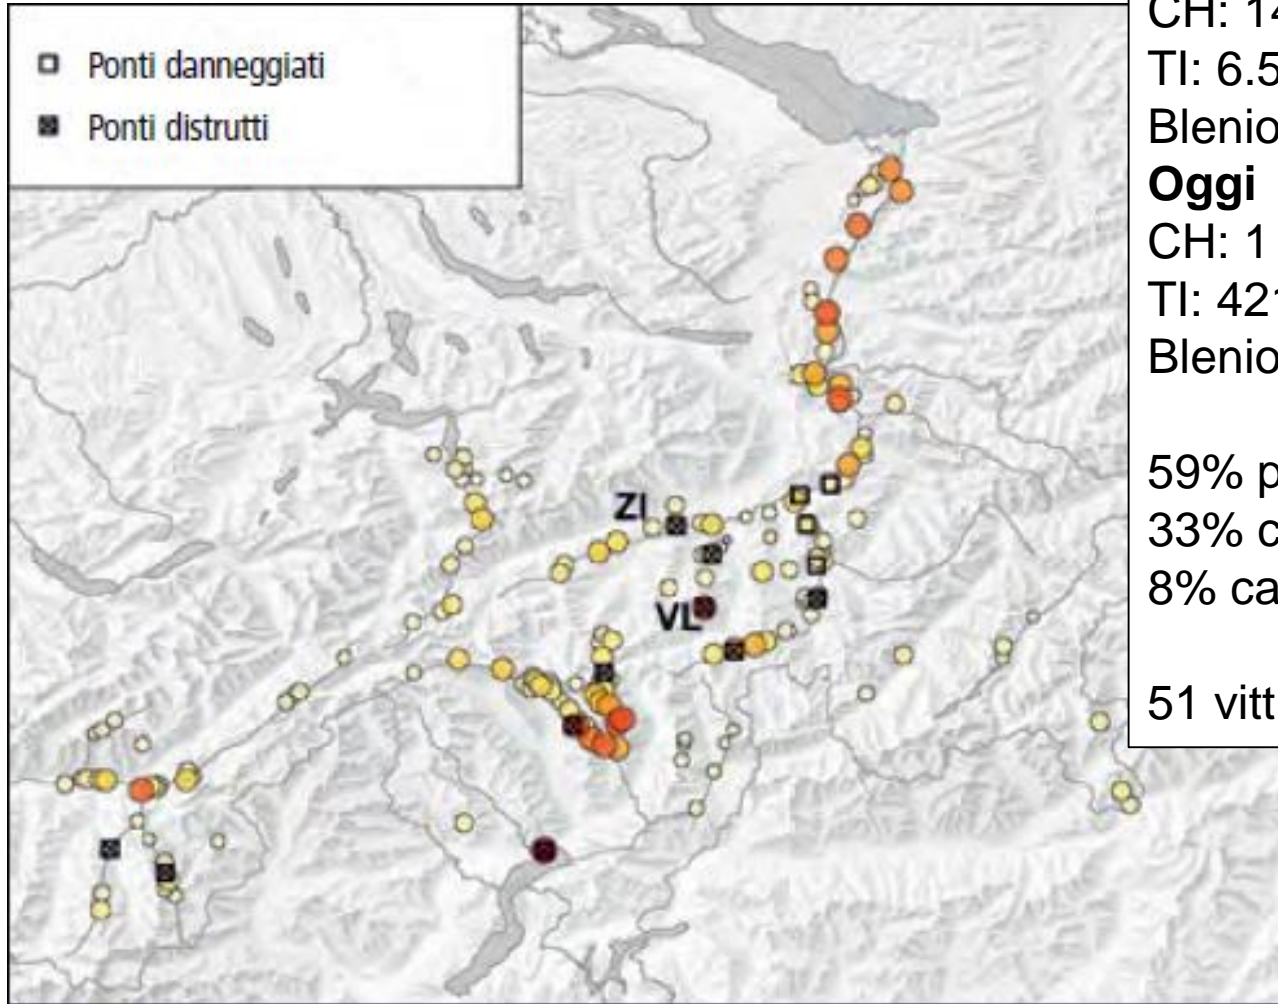 Ponti danneggiati
Ponti distrutti
ZI
VL
CH: 14
TI: 6.5
Blenio
Oggi
CH: 1
TI: 421
Blenio
59% p
33% c
8% ca
51 vitt